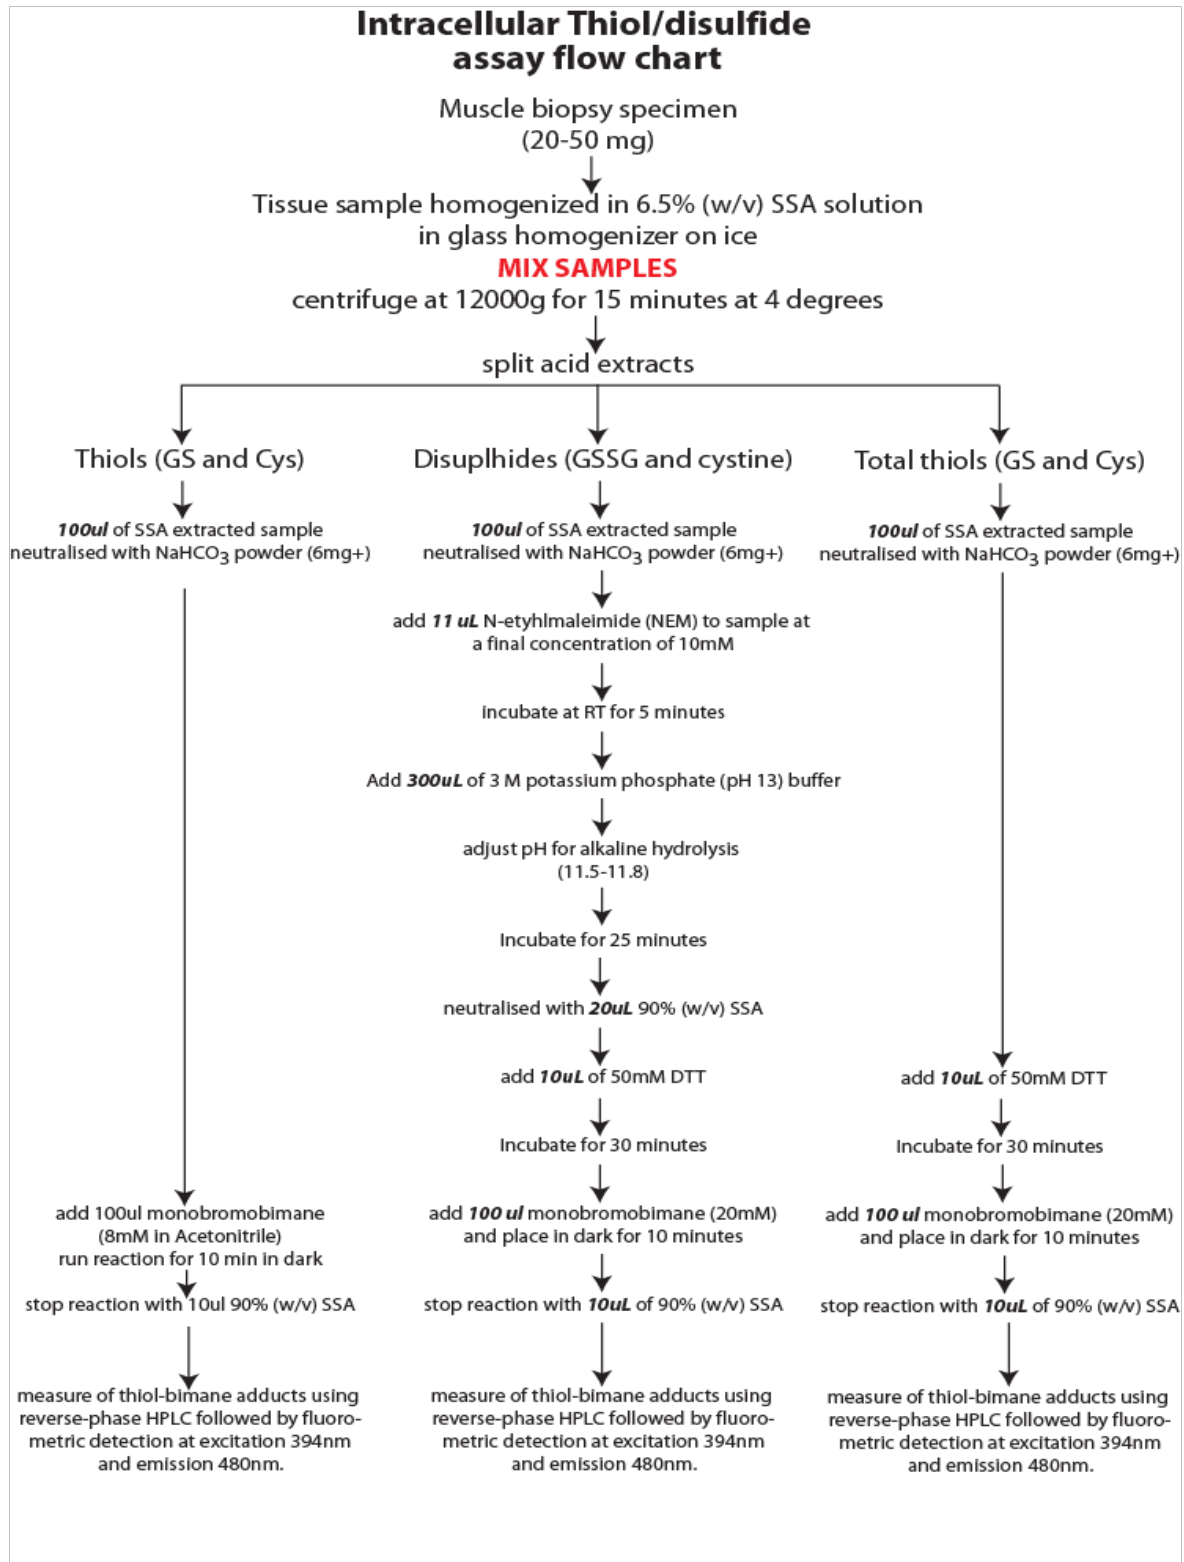 Intracellular Thiol/disulfide
assay flow chart
Muscle biopsy specimen
(20-50 mg)
Tissue sample homogenized in 6.5% (w/v) SSA solution
in glass homogenizer on ice
MIX SAMPLES
centrifuge at 12000g for 15 minutes at 4 degrees
split acid extracts
Thiols (GS and Cys)
100ul of SSA extracted sample
neutralised with NaHCO3 powder (6mg+)
add 100ul monobromobimane
(8mM in Acetonitrile)
run reaction for 10 min in dark
stop reaction with 10ul 90% (w/v) SSA
measure of thiol-bimane adducts using
reverse-phase HPLC followed by fluoro-
metric detection at excitation 394nm
and emission 480nm.
Disuplhides (GSSG and cystine)
100ul of SSA extracted sample
neutralised with NaHCO3 powder (6mg+)
add 11 uL N-etyhlmaleimide (NEM) to sample at
a final concentration of 10mM
incubate at RT for 5 minutes
Add 300uL of 3 M potassium phosphate (pH 13) buffer
adjust pH for alkaline hydrolysis
(11.5-11.8)
Incubate for 25 minutes
neutralised with 20uL 90% (w/v) SSA
add 10uL of 50mM DTT
Incubate for 30 minutes
add 100 ul monobromobimane (20mM)
and place in dark for 10 minutes
stop reaction with 10uL of 90% (w/v) SSA
measure of thiol-bimane adducts using
reverse-phase HPLC followed by fluoro-
metric detection at excitation 394nm
and emission 480nm.
Total thiols (GS and Cys)
100ul of SSA extracted sample
neutralised with NaHCO3 powder (6mg+)
add 10uL of 50mM DTT
Incubate for 30 minutes
add 100 ul monobromobimane (20mM)
and place in dark for 10 minutes
stop reaction with 10uL of 90% (w/v) SSA
measure of thiol-bimane adducts using
reverse-phase HPLC followed by fluoro-
metric detection at excitation 394nm
and emission 480nm.